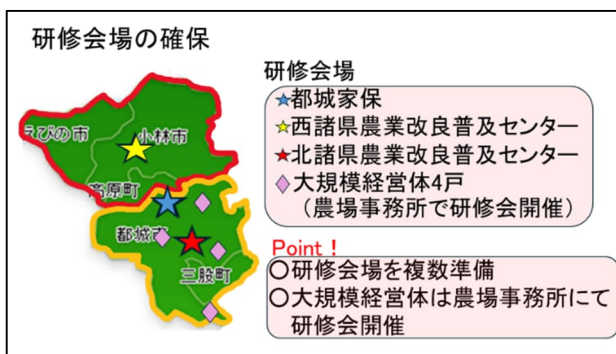 研修会場の確保
研修会場
★都城家保
★西諸県農業改良普及センター
★北諸県農業改良普及センター
◆大規模経営体4戸
（農場事務所で研修会開催）
Point！
〇研修会場を複数準備
〇大規模経営体は農場事務所にて
研修会開催
えびの市
小林市
高原町
都城市
三股町